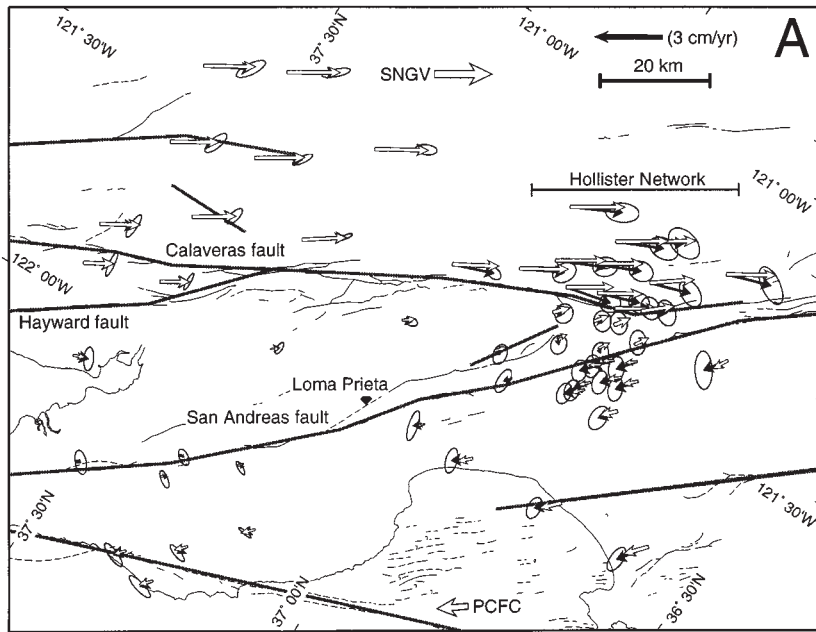 121° 30'W
37° 30'N
121° 00'W
(3 cm/yr)
A
SNGV
20 km
Hollister Network
121° 00'W
Calaveras fault
122° 00'W
Hayward fault
Loma Prieta
San Andreas fault
121° 30'W
37° 30'N
37° 00'N
PCFC
36° 30'N